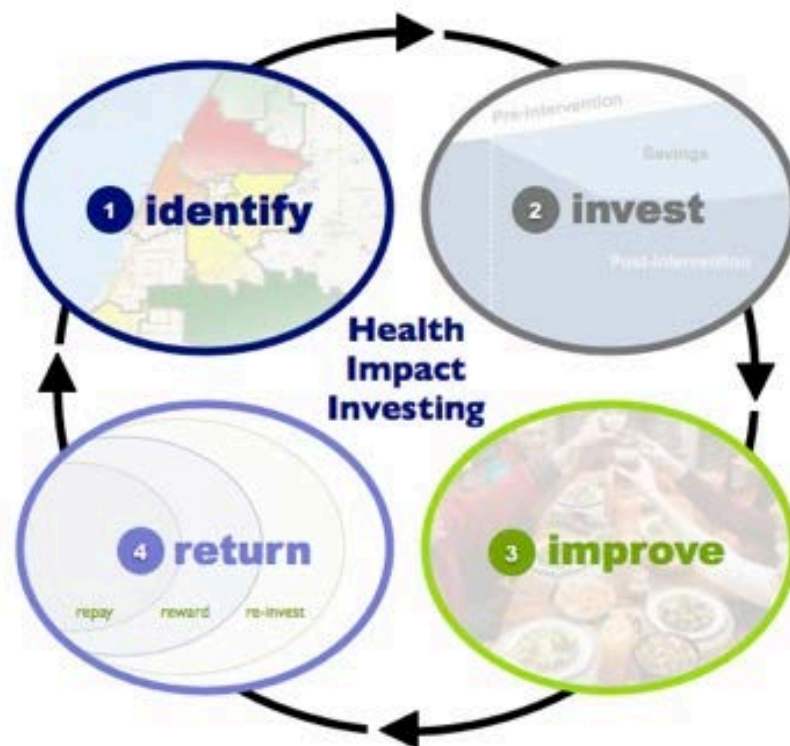 1 identify
Pre-Intervention
Savings
2 invest
Post-Intervention
Health
Impact
Investing
4 return
repay reward re-invest
3 improve